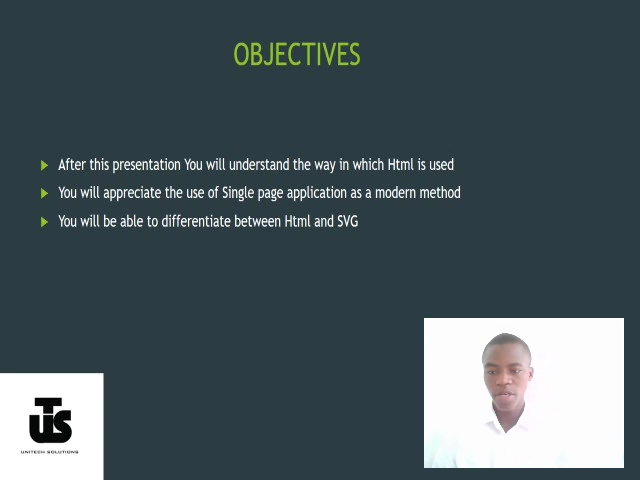 OBJECTIVES
After this presentation You will understand the way in which Html is used
You will appreciate the use of Single page application as a modern method
You will be able to differentiate between Html and SVG
UTS
UNITECH SOLUTIONS